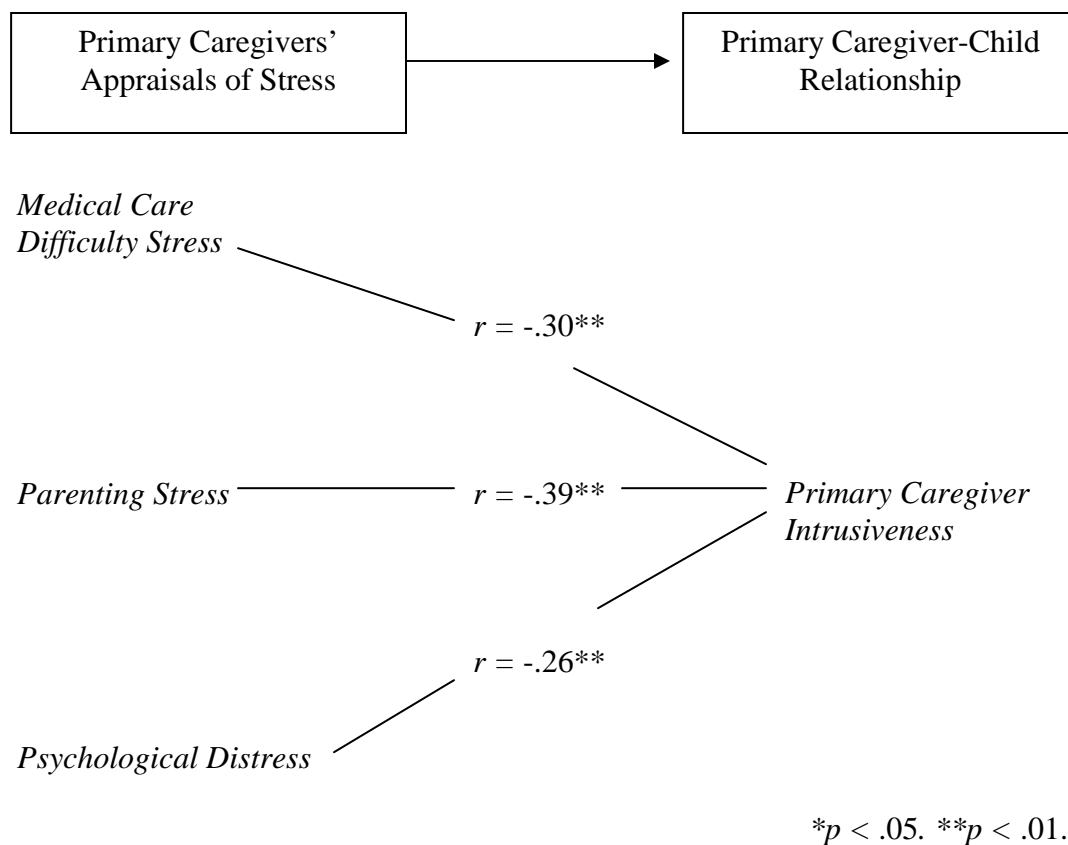 Primary Caregivers’
Appraisals of Stress
Primary Caregiver-Child
Relationship
Medical Care
Difficulty Stress
r = -.30**
Parenting Stress
r = -.39**
Primary Caregiver
Intrusiveness
r = -.26**
Psychological Distress
*p < .05. **p < .01.